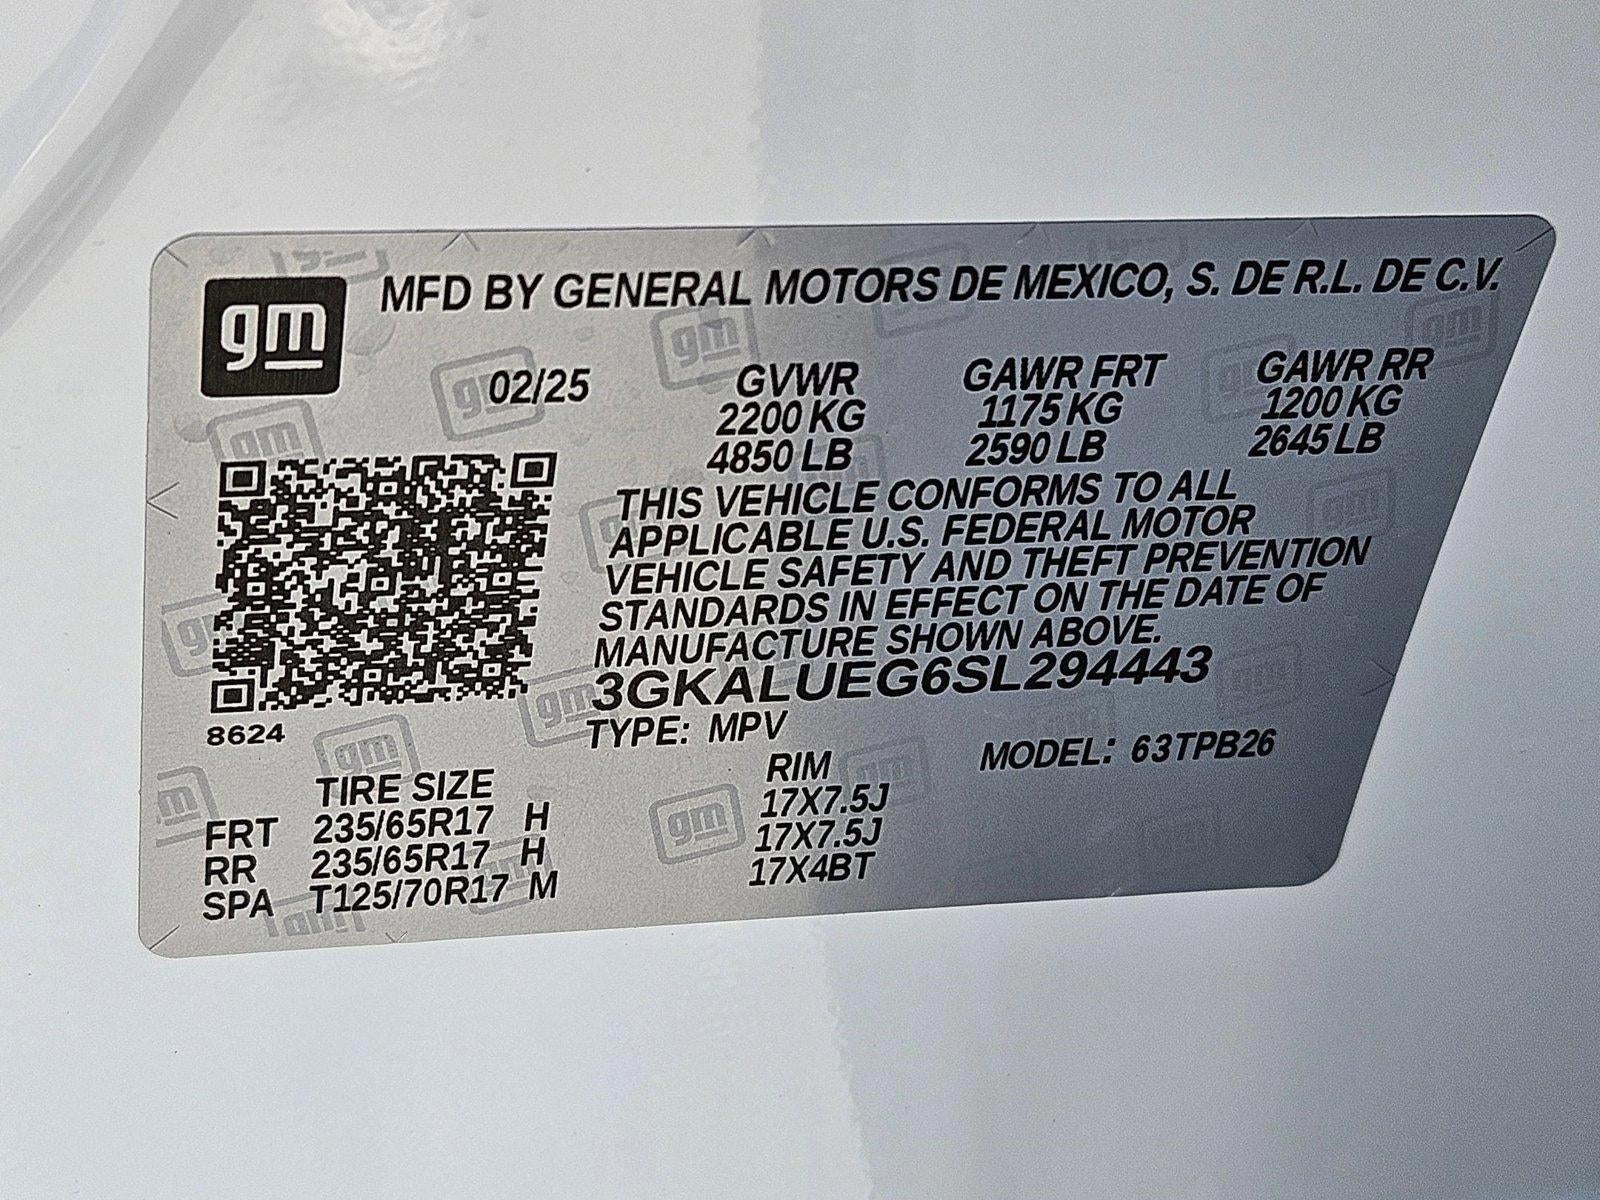 gm MFD BY GENERAL MOTORS DE MEXICO, S. DE R.L. DE C.V.
02/25 GVWR GAWR FRT GAWR RR
2200 KG 1175 KG 1200 KG
4850 LB 2590 LB 2645 LB
THIS VEHICLE CONFORMS TO ALL
APPLICABLE U.S. FEDERAL MOTOR
VEHICLE SAFETY AND THEFT PREVENTION
STANDARDS IN EFFECT ON THE DATE OF
MANUFACTURE SHOWN ABOVE.
3GKALUEG6SL294443
8624 TYPE: MPV MODEL: 63TPB26
TIRE SIZE RIM
FRT 235/65R17 H 17X7.5J
RR 235/65R17 H 17X7.5J
SPA T125/70R17 M 17X4BT